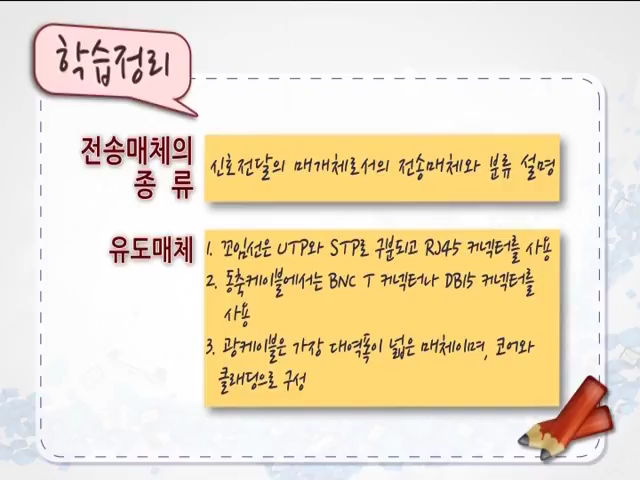 학습정리
전송매체의
종 류
신호전달의 매개체로서의 전송매체와 분류 설명
유도매체
1. 꼬임선은 UTP와 STP로 구분되고 RJ45 커넥터를 사용
2. 동축케이블에서는 BNC T 커넥터나 DB15 커넥터를
사용
3. 광케이블은 가장 대역폭이 넓은 매체이며, 코어와
클래딩으로 구성